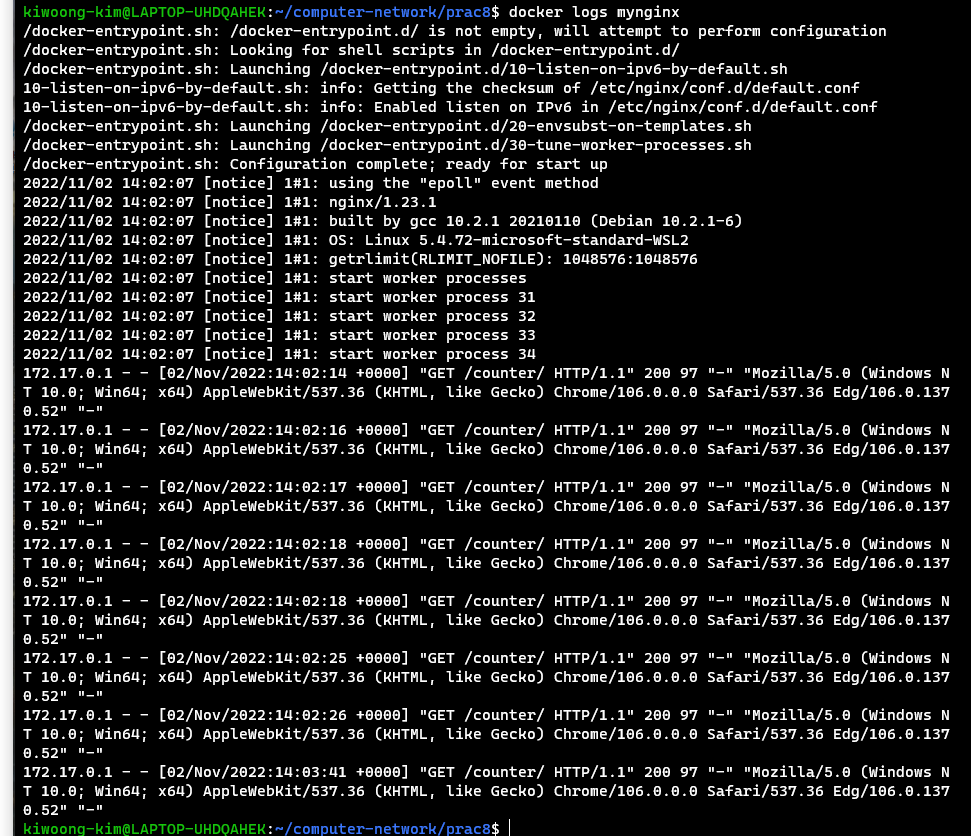 kiwoong-kim@LAPTOP-UHDQAHEK:~/computer-network/prac8$ docker logs mynginx
/docker-entrypoint.sh: /docker-entrypoint.d/ is not empty, will attempt to perform configuration
/docker-entrypoint.sh: Looking for shell scripts in /docker-entrypoint.d/
/docker-entrypoint.sh: Launching /docker-entrypoint.d/10-listen-on-ipv6-by-default.sh
10-listen-on-ipv6-by-default.sh: info: Getting the checksum of /etc/nginx/conf.d/default.conf
10-listen-on-ipv6-by-default.sh: info: Enabled listen on IPv6 in /etc/nginx/conf.d/default.conf
/docker-entrypoint.sh: Launching /docker-entrypoint.d/20-envsubst-on-templates.sh
/docker-entrypoint.sh: Launching /docker-entrypoint.d/30-tune-worker-processes.sh
/docker-entrypoint.sh: Configuration complete; ready for start up
2022/11/02 14:02:07 [notice] 1#1: using the "epoll" event method
2022/11/02 14:02:07 [notice] 1#1: nginx/1.23.1
2022/11/02 14:02:07 [notice] 1#1: built by gcc 10.2.1 20210110 (Debian 10.2.1-6)
2022/11/02 14:02:07 [notice] 1#1: OS: Linux 5.4.72-microsoft-standard-WSL2
2022/11/02 14:02:07 [notice] 1#1: getrlimit(RLIMIT_NOFILE): 1048576:1048576
2022/11/02 14:02:07 [notice] 1#1: start worker processes
2022/11/02 14:02:07 [notice] 1#1: start worker process 31
2022/11/02 14:02:07 [notice] 1#1: start worker process 32
2022/11/02 14:02:07 [notice] 1#1: start worker process 33
2022/11/02 14:02:07 [notice] 1#1: start worker process 34
172.17.0.1 - - [02/Nov/2022:14:02:14 +0000] "GET /counter/ HTTP/1.1" 200 97 "-" "Mozilla/5.0 (Windows N
T 10.0; Win64; x64) AppleWebKit/537.36 (KHTML, like Gecko) Chrome/106.0.0.0 Safari/537.36 Edg/106.0.137
0.52" "-"
172.17.0.1 - - [02/Nov/2022:14:02:16 +0000] "GET /counter/ HTTP/1.1" 200 97 "-" "Mozilla/5.0 (Windows N
T 10.0; Win64; x64) AppleWebKit/537.36 (KHTML, like Gecko) Chrome/106.0.0.0 Safari/537.36 Edg/106.0.137
0.52" "-"
172.17.0.1 - - [02/Nov/2022:14:02:17 +0000] "GET /counter/ HTTP/1.1" 200 97 "-" "Mozilla/5.0 (Windows N
T 10.0; Win64; x64) AppleWebKit/537.36 (KHTML, like Gecko) Chrome/106.0.0.0 Safari/537.36 Edg/106.0.137
0.52" "-"
172.17.0.1 - - [02/Nov/2022:14:02:18 +0000] "GET /counter/ HTTP/1.1" 200 97 "-" "Mozilla/5.0 (Windows N
T 10.0; Win64; x64) AppleWebKit/537.36 (KHTML, like Gecko) Chrome/106.0.0.0 Safari/537.36 Edg/106.0.137
0.52" "-"
172.17.0.1 - - [02/Nov/2022:14:02:18 +0000] "GET /counter/ HTTP/1.1" 200 97 "-" "Mozilla/5.0 (Windows N
T 10.0; Win64; x64) AppleWebKit/537.36 (KHTML, like Gecko) Chrome/106.0.0.0 Safari/537.36 Edg/106.0.137
0.52" "-"
172.17.0.1 - - [02/Nov/2022:14:02:25 +0000] "GET /counter/ HTTP/1.1" 200 97 "-" "Mozilla/5.0 (Windows N
T 10.0; Win64; x64) AppleWebKit/537.36 (KHTML, like Gecko) Chrome/106.0.0.0 Safari/537.36 Edg/106.0.137
0.52" "-"
172.17.0.1 - - [02/Nov/2022:14:02:26 +0000] "GET /counter/ HTTP/1.1" 200 97 "-" "Mozilla/5.0 (Windows N
T 10.0; Win64; x64) AppleWebKit/537.36 (KHTML, like Gecko) Chrome/106.0.0.0 Safari/537.36 Edg/106.0.137
0.52" "-"
172.17.0.1 - - [02/Nov/2022:14:03:41 +0000] "GET /counter/ HTTP/1.1" 200 97 "-" "Mozilla/5.0 (Windows N
T 10.0; Win64; x64) AppleWebKit/537.36 (KHTML, like Gecko) Chrome/106.0.0.0 Safari/537.36 Edg/106.0.137
0.52" "-"
kiwoong-kim@LAPTOP-UHDQAHEK:~/computer-network/prac8$